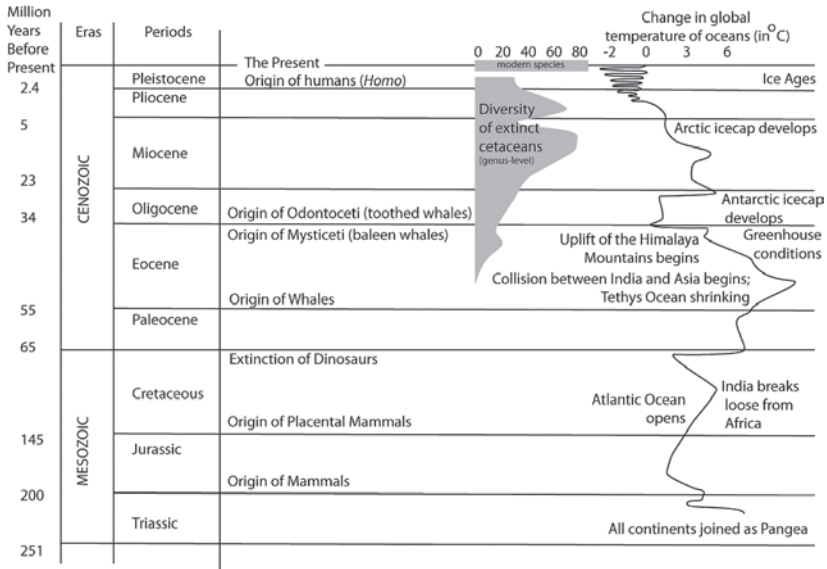 Million
Years
Before
Present
Eras
Periods
Change in global
temperature of oceans (in°C)
0 20 40 60 80
-2 0 3 6
The Present
modern species
Pleistocene
Origin of humans (Homo)
Ice Ages
2.4
Pliocene
Diversity
of extinct
cetaceans
(genus-level)
5
Arctic icecap develops
Miocene
23
CENOZOIC
Oligocene
Origin of Odontoceti (toothed whales)
Antarctic icecap
develops
34
Origin of Mysticeti (baleen whales)
Uplift of the Himalaya
Mountains begins
Greenhouse
conditions
Eocene
Collision between India and Asia begins;
Tethys Ocean shrinking
Origin of Whales
55
Paleocene
65
Extinction of Dinosaurs
Cretaceous
Atlantic Ocean
opens
India breaks
loose from
Africa
Origin of Placental Mammals
145
MESOZOIC
Jurassic
Origin of Mammals
200
Triassic
All continents joined as Pangea
251